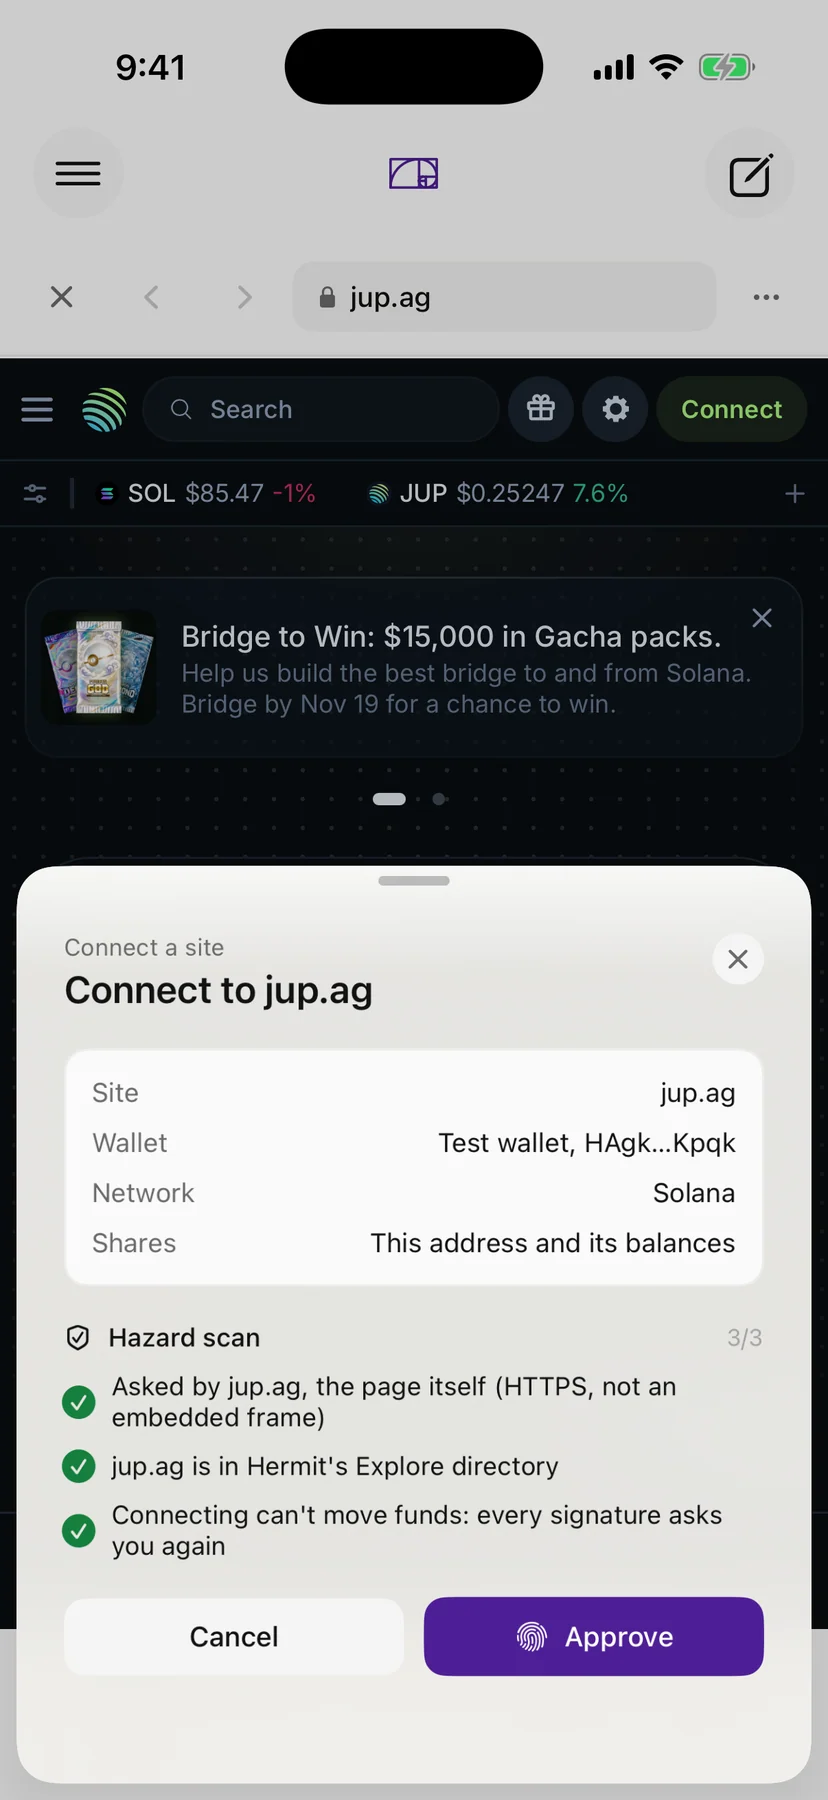 9:41
jup.ag
Search
Connect
SOL $85.47 -1%
JUP $0.25247 7.6%
Bridge to Win: $15,000 in Gacha packs.
Help us build the best bridge to and from Solana.
Bridge by Nov 19 for a chance to win.
Connect a site
Connect to jup.ag
Site
jup.ag
Wallet
Test wallet, HAgk...Kpqk
Network
Solana
Shares
This address and its balances
Hazard scan
3/3
Asked by jup.ag, the page itself (HTTPS, not an
embedded frame)
jup.ag is in Hermit's Explore directory
Connecting can't move funds: every signature asks
you again
Cancel
Approve